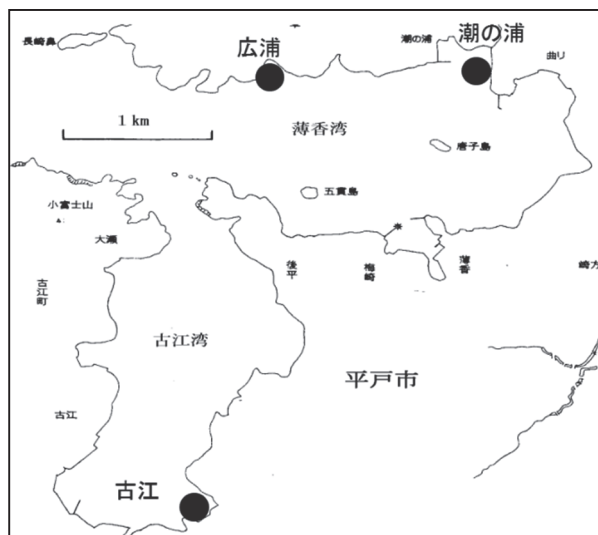 長崎鼻
広浦
潮の浦
潮の浦
曲り
1 km
薄香湾
唐子島
五貫島
小富士山
大瀬
後平
梅崎
薄香
崎方
古江町
古江湾
平戸市
古江
古江